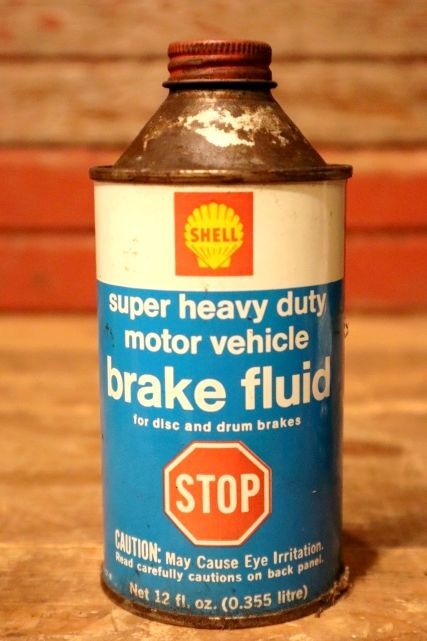 SHELL
super heavy duty
motor vehicle
brake fluid
for disc and drum brakes
STOP
CAUTION: May Cause Eye Irritation.
Read carefully cautions on back panel.
Net 12 fl. oz. (0.355 litre)